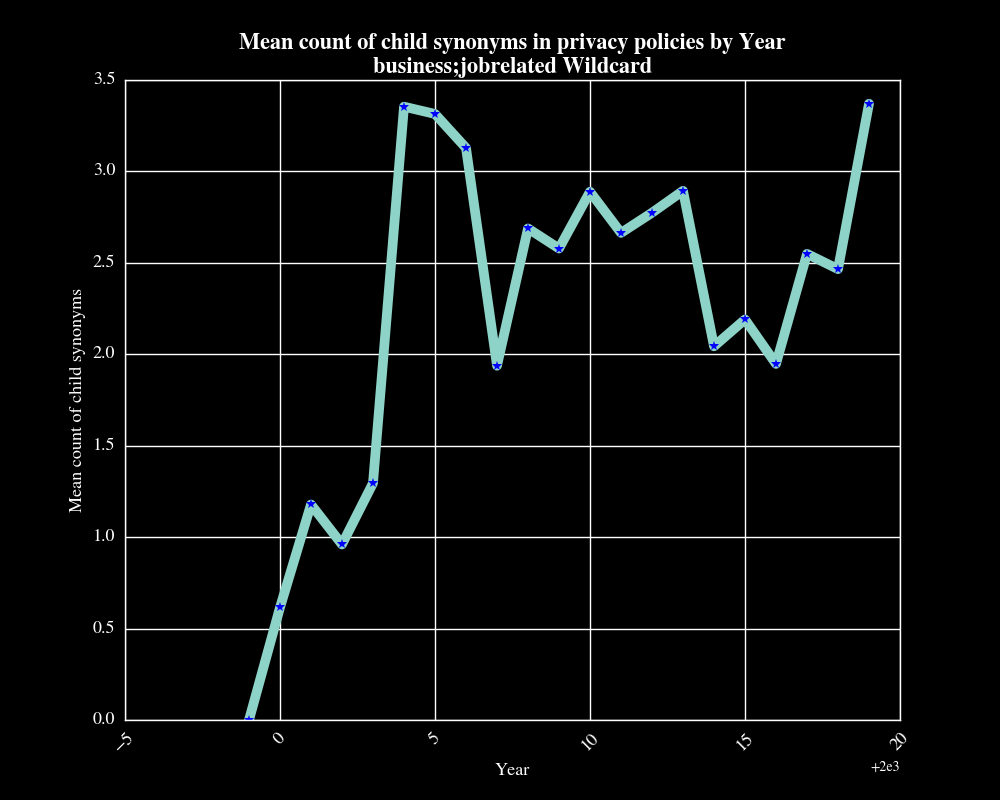 Mean count of child synonyms in privacy policies by Year
business;jobrelated Wildcard
3.5
3.0
2.5
2.0
1.5
1.0
0.5
0.0
Mean count of child synonyms
−5
0
5
10
15
20
Year
+2e3